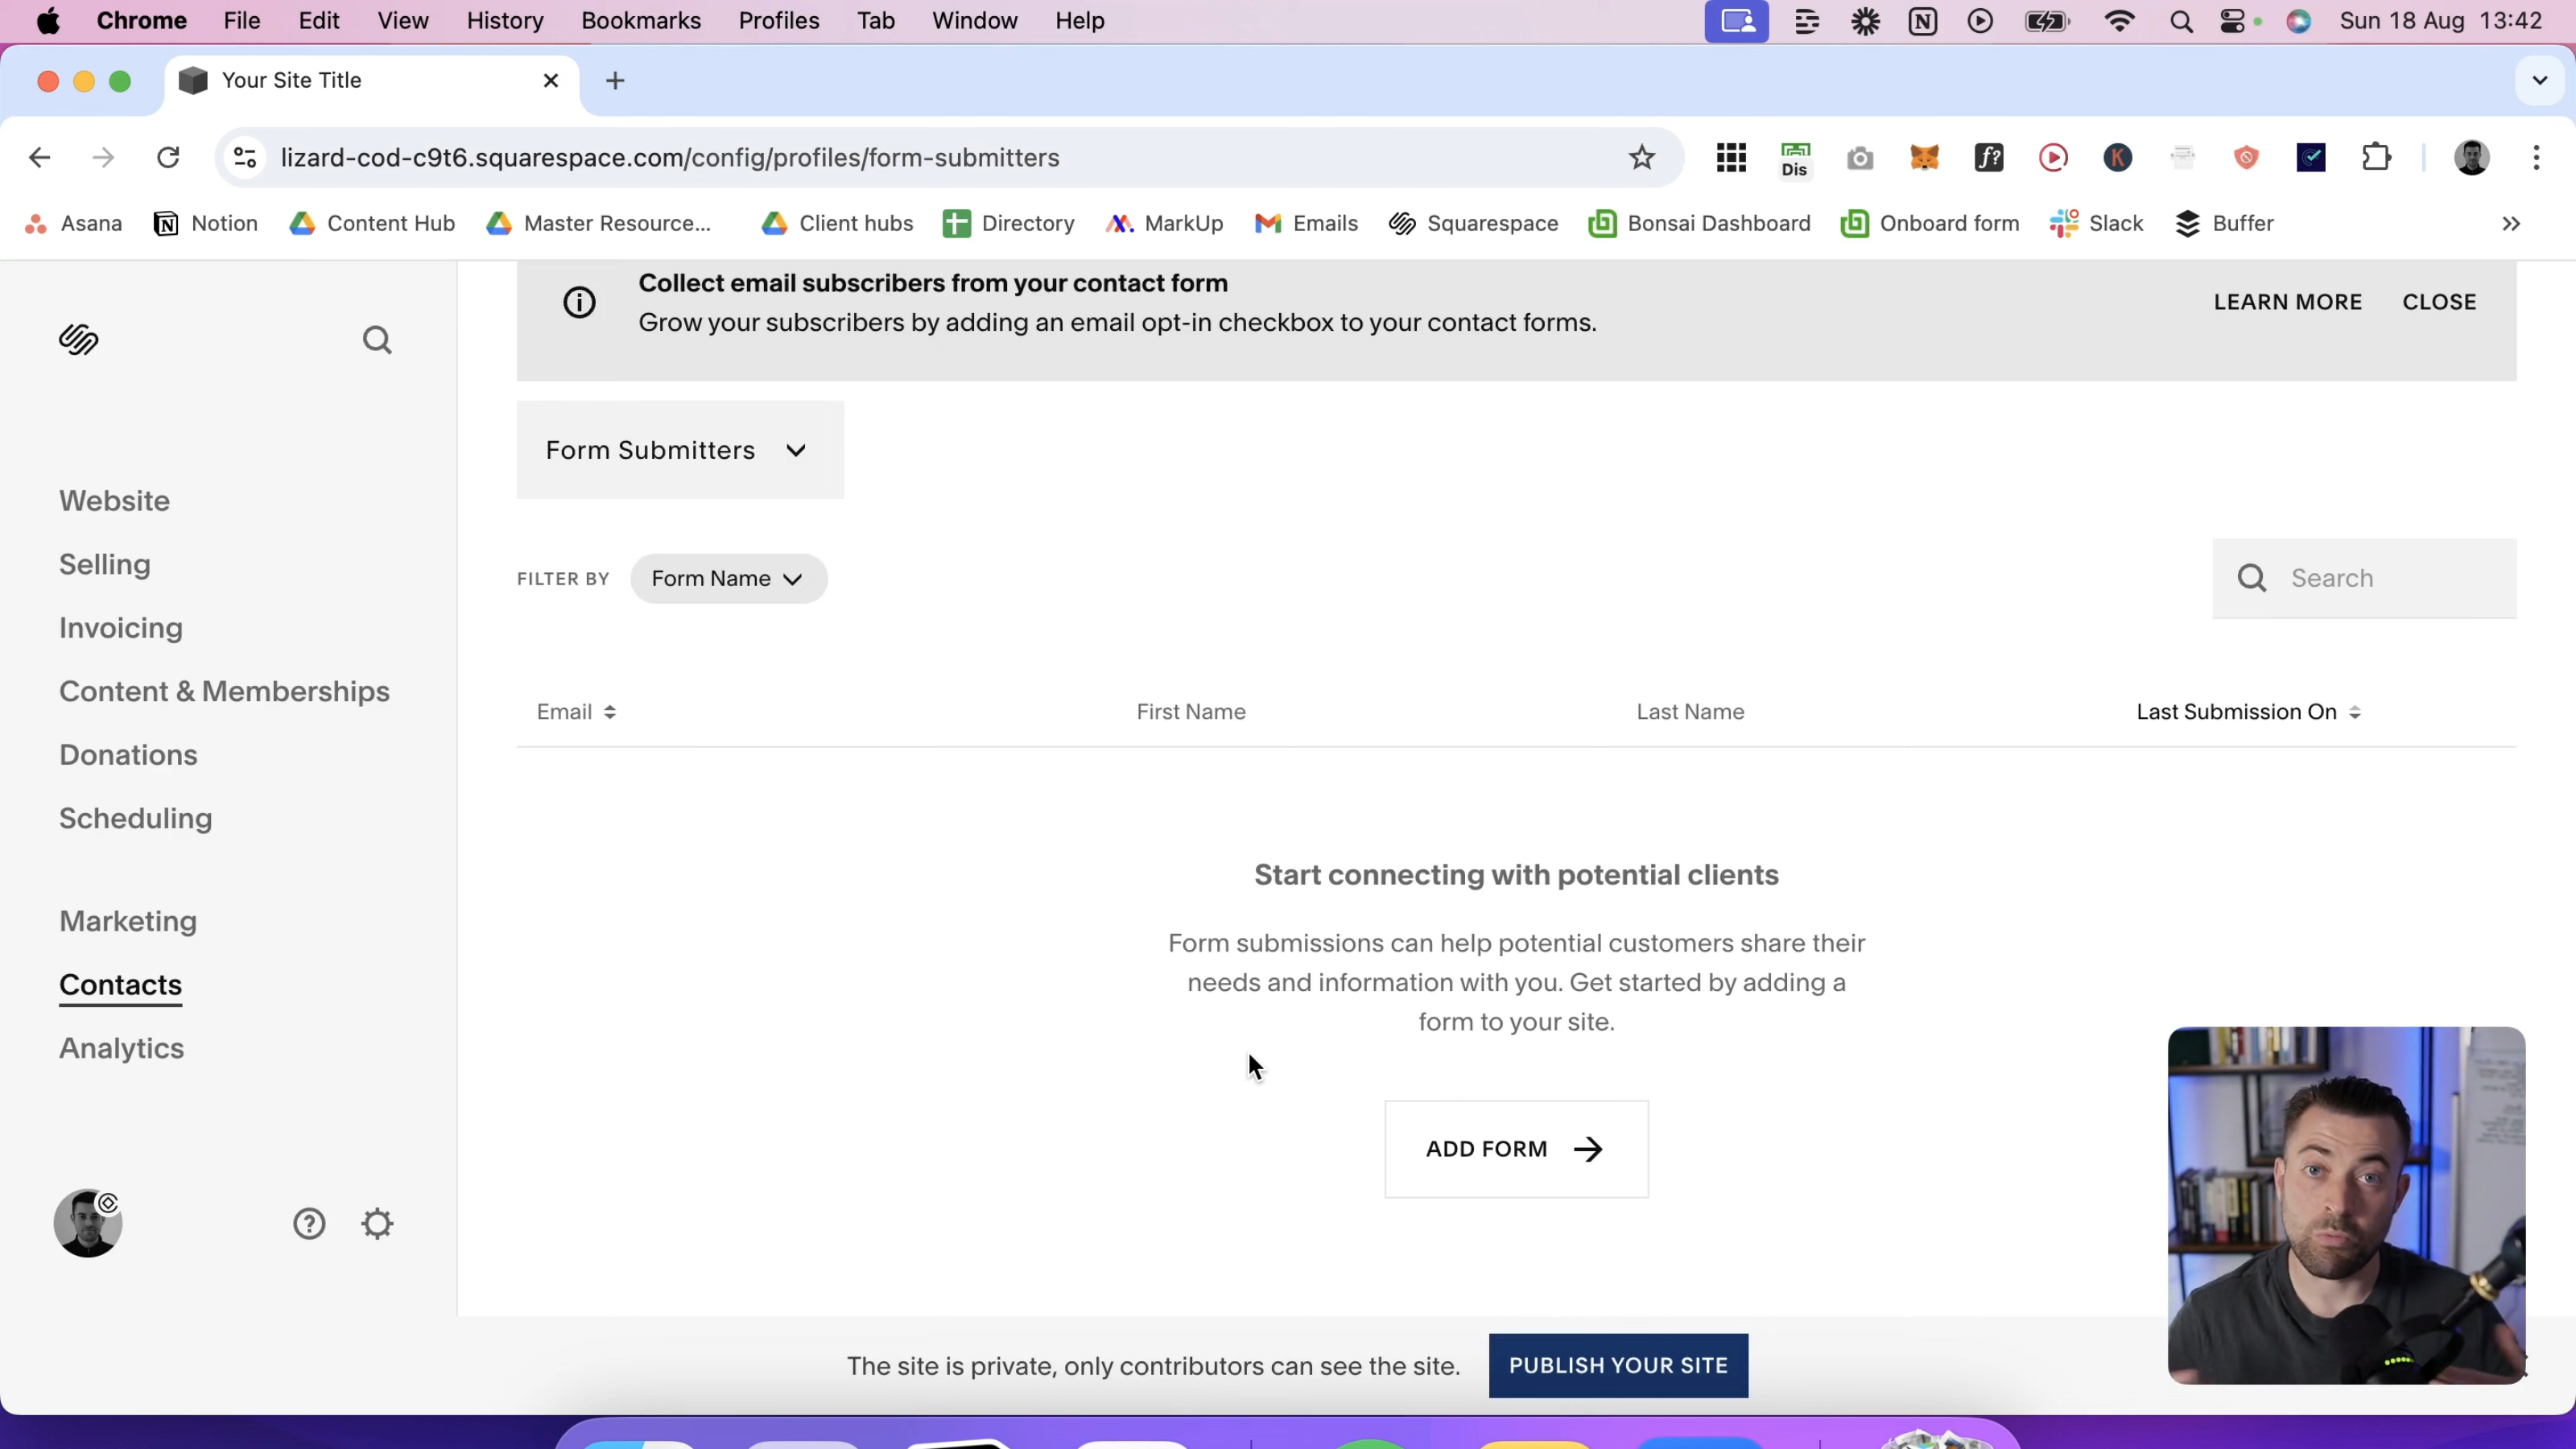 Chrome File Edit View History Bookmarks Profiles Tab Window Help Sun 18 Aug 13:42
Your Site Title
lizard-cod-c9t6.squarespace.com/config/profiles/form-submitters
Dis
Asana Notion Content Hub Master Resource... Client hubs Directory MarkUp Emails Squarespace Bonsai Dashboard Onboard form Slack Buffer
Collect email subscribers from your contact form
Grow your subscribers by adding an email opt-in checkbox to your contact forms.
LEARN MORE CLOSE
Form Submitters
Website
Selling
Invoicing
Content & Memberships
Donations
Scheduling
Marketing
Contacts
Analytics
FILTER BY Form Name
Search
Email First Name Last Name Last Submission On
Start connecting with potential clients
Form submissions can help potential customers share their
needs and information with you. Get started by adding a
form to your site.
ADD FORM
The site is private, only contributors can see the site. PUBLISH YOUR SITE